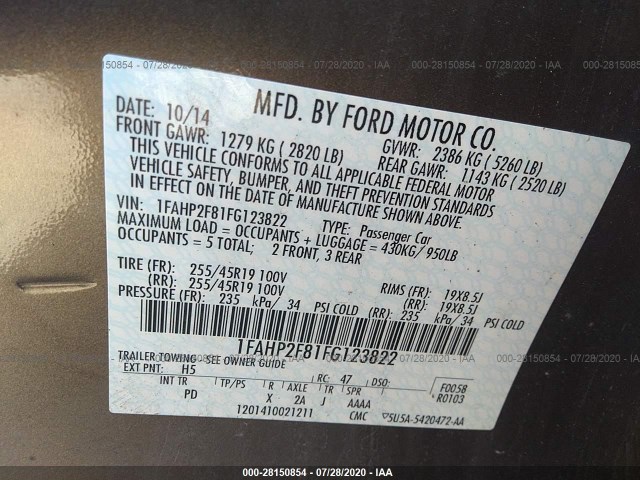 000-28150854 - 07/28/2020 - IAA
MFD. BY FORD MOTOR CO.
DATE: 10/14
FRONT GAWR: 1279 KG ( 2820 LB)
GVWR: 2386 KG ( 5260 LB)
REAR GAWR: 1143 KG ( 2520 LB)
THIS VEHICLE CONFORMS TO ALL APPLICABLE FEDERAL MOTOR
VEHICLE SAFETY, BUMPER, AND THEFT PREVENTION STANDARDS
IN EFFECT ON THE DATE OF MANUFACTURE SHOWN ABOVE.
VIN: 1FAHP2F81FG123822
TYPE: Passenger Car
MAXIMUM LOAD = OCCUPANTS + LUGGAGE = 430KG/ 950LB
OCCUPANTS = 5 TOTAL; 2 FRONT, 3 REAR
TIRE (FR): 255/45R19 100V RIMS (FR): 19X8.5J
(RR): 255/45R19 100V (RR): 19X8.5J
PRESSURE (FR): 235 kPa/ 34 PSI COLD (RR): 235 kPa/ 34 PSI COLD
1FAHP2F81FG123822
TRAILER TOWING - SEE OWNER GUIDE
EXT PNT: H5 RC: 47 DSO: F0058
INT TR TP/PS R AXLE TR SPR R0103
PD X 2A J AAAA
1201410021211 CMC 5U5A-5420472-AA
000-28150854 - 07/28/2020 - IAA